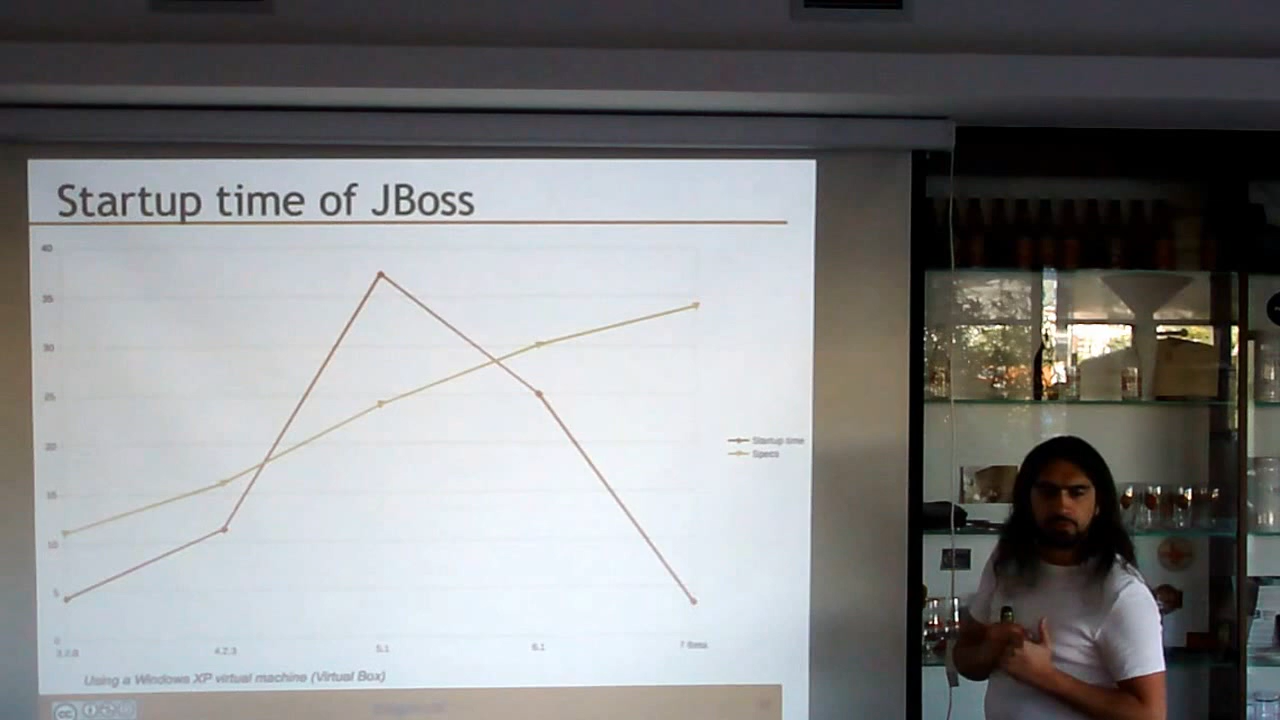 Startup time of JBoss
40
35
30
25
20
15
10
5
0
3.2.8 4.2.3 5.1 6.1 7 Beta
Startup time
Specs
Using a Windows XP virtual machine (Virtual Box)
cc